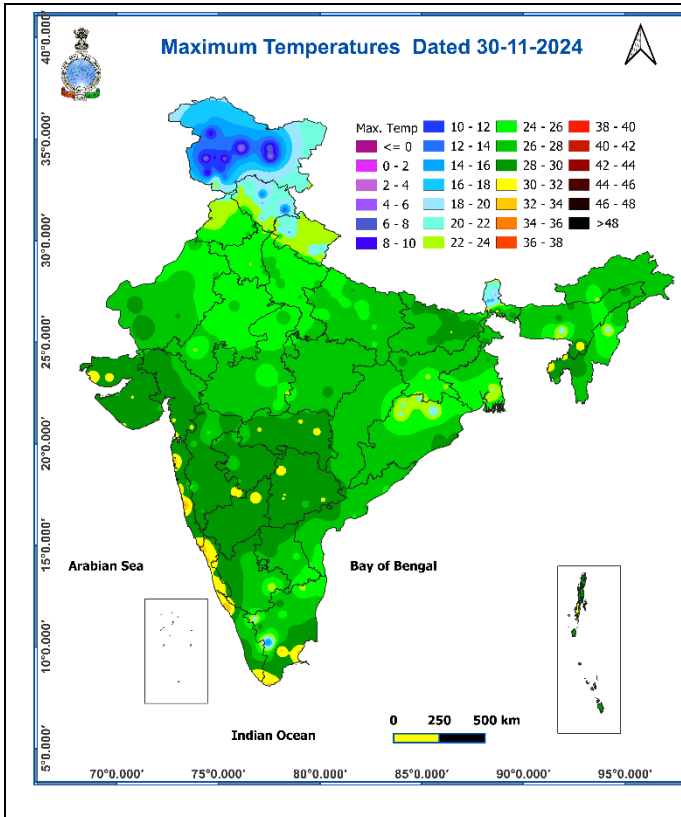 Maximum Temperatures Dated 30-11-2024
Max. Temp
<= 0
0 - 2
2 - 4
4 - 6
6 - 8
8 - 10
10 - 12
12 - 14
14 - 16
16 - 18
18 - 20
20 - 22
22 - 24
24 - 26
26 - 28
28 - 30
30 - 32
32 - 34
34 - 36
36 - 38
38 - 40
40 - 42
42 - 44
44 - 46
46 - 48
>48
40°0.000'
35°0.000'
30°0.000'
25°0.000'
20°0.000'
15°0.000'
10°0.000'
5°0.000'
Arabian Sea
Bay of Bengal
Indian Ocean
0 250 500 km
70°0.000' 75°0.000' 80°0.000' 85°0.000' 90°0.000' 95°0.000'